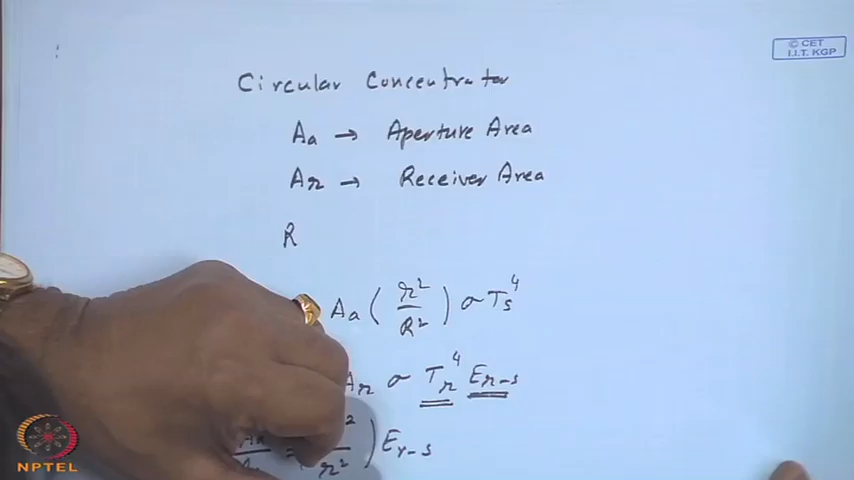 © CET
I.I.T. KGP
Circular Concentrator
Aa → Aperture Area
Ar → Receiver Area
R
Aa (r²/R²) σ Ts⁴
Ar σ Tr⁴ Er-s
Er-s
NPTEL